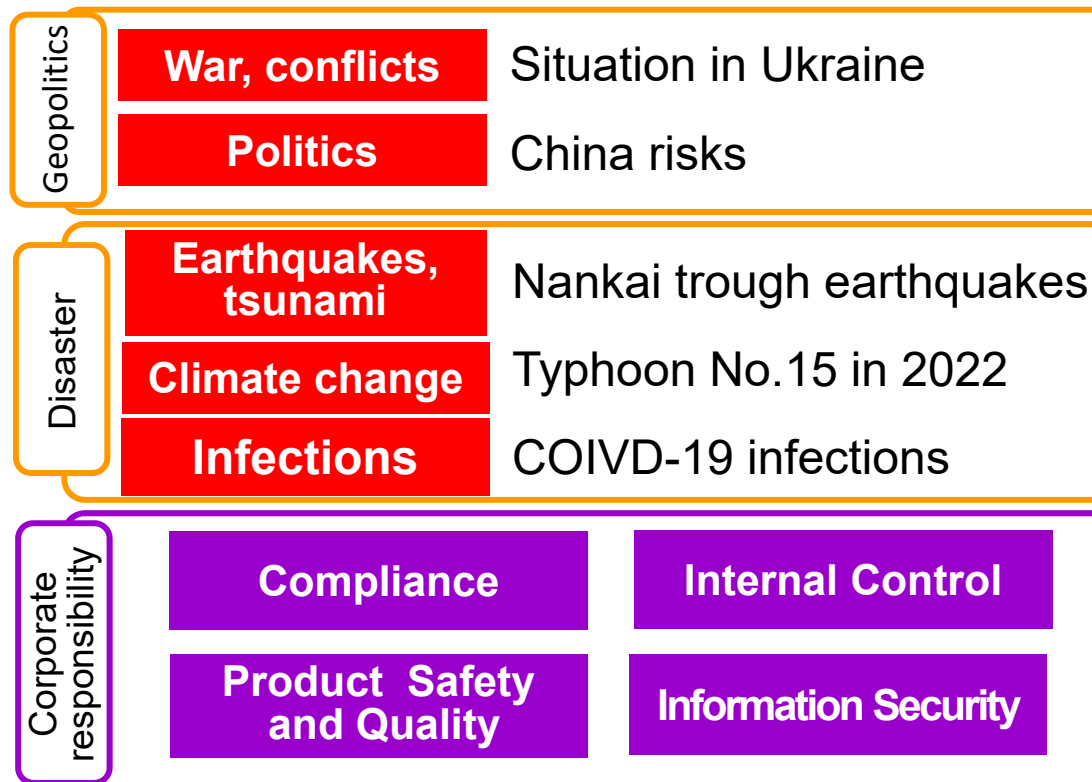 Geopolitics
War, conflicts
Situation in Ukraine
Politics
China risks
Disaster
Earthquakes,
tsunami
Nankai trough earthquakes
Climate change
Typhoon No.15 in 2022
Infections
COIVD-19 infections
Corporate
responsibility
Compliance
Internal Control
Product  Safety
and Quality
Information Security